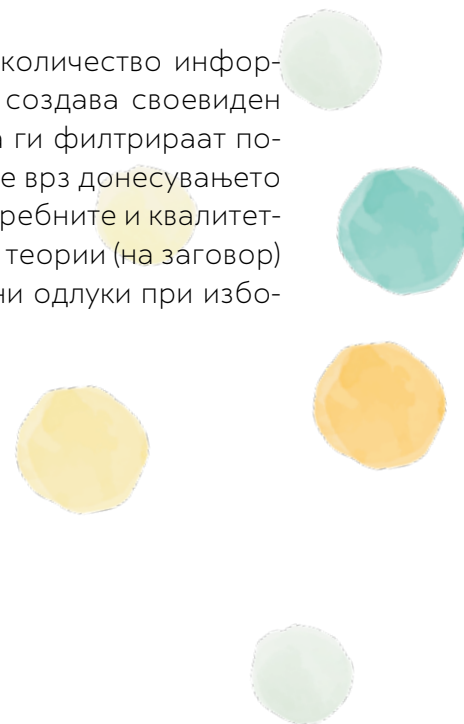 количество инфор-
создава своевиден
ги филтрираат по-
е врз донесувањето
ребните и квалитет-
теории (на заговор)
ни одлуки при избо-